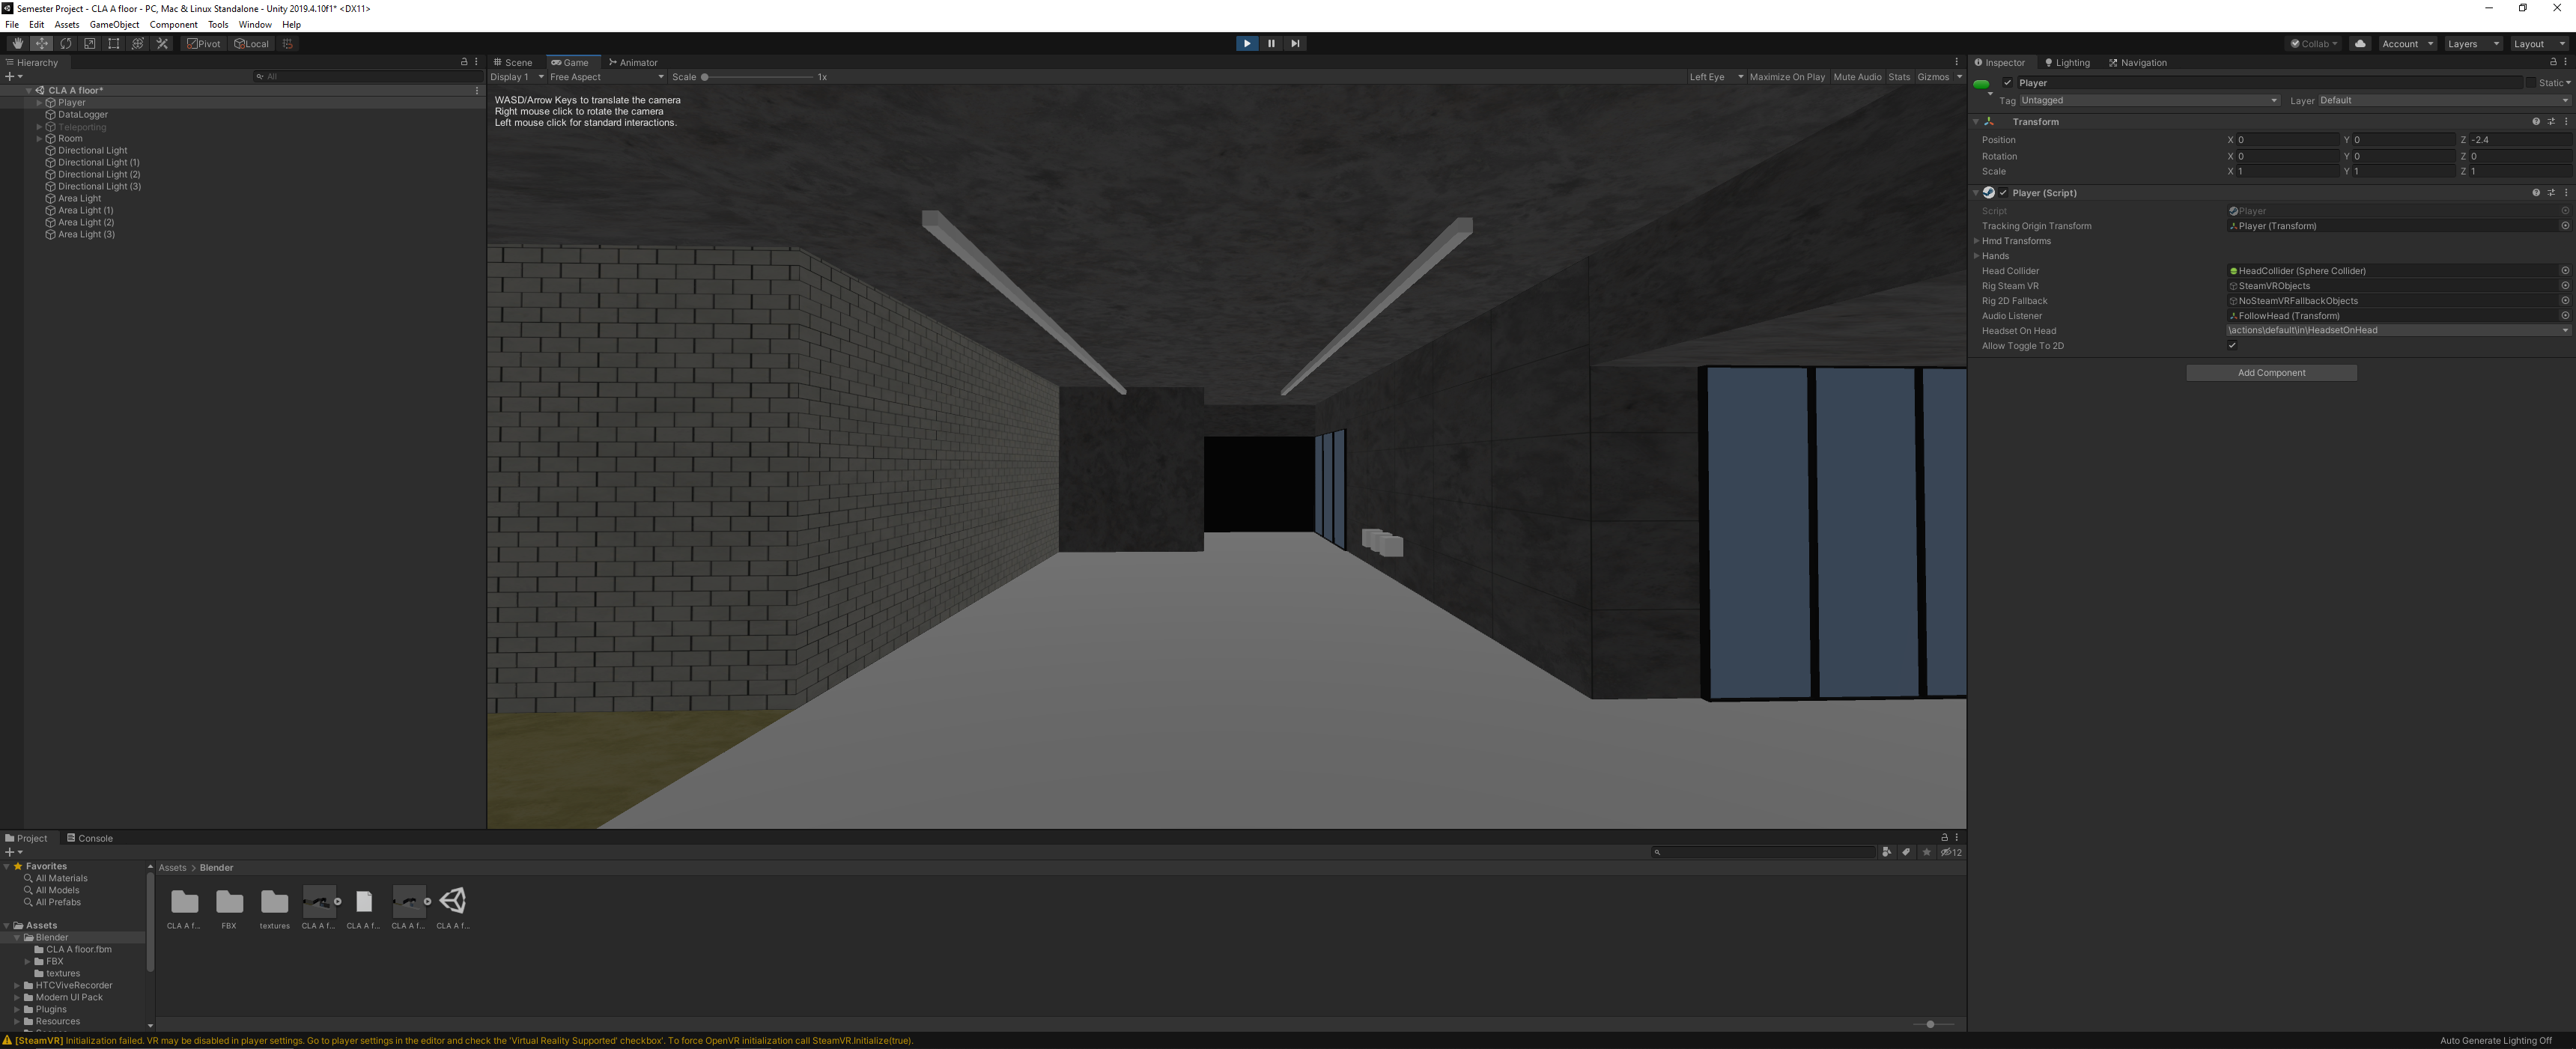 Semester Project - CLA A floor - PC, Mac & Linux Standalone - Unity 2019.4.10f1* <DX11>
File Edit Assets GameObject Component Tools Window Help
Pivot Local Collab Account Layers Layout
Hierarchy
All
CLA A floor*
Player
DataLogger
Teleporting
Room
Directional Light
Directional Light (1)
Directional Light (2)
Directional Light (3)
Area Light
Area Light (1)
Area Light (2)
Area Light (3)
Scene Game Animator
Display 1 Free Aspect Scale 1x Left Eye Maximize On Play Mute Audio Stats Gizmos
WASD/Arrow Keys to translate the camera
Right mouse click to rotate the camera
Left mouse click for standard interactions.
Inspector Lighting Navigation
Player Static
Tag Untagged Layer Default
Transform
Position X 0 Y 0 Z -2.4
Rotation X 0 Y 0 Z 0
Scale X 1 Y 1 Z 1
Player (Script)
Script Player
Tracking Origin Transform Player (Transform)
Hmd Transforms
Hands
Head Collider HeadCollider (Sphere Collider)
Rig Steam VR SteamVRObjects
Rig 2D Fallback NoSteamVRFallbackObjects
Audio Listener FollowHead (Transform)
Headset On Head \actions\default\in\HeadsetOnHead
Allow Toggle To 2D
Add Component
Project Console
12
Favorites
All Materials
All Models
All Prefabs
Assets
Blender
CLA A floor.fbm
FBX
textures
HTCViveRecorder
Modern UI Pack
Plugins
Resources
Assets > Blender
CLA A f... FBX textures CLA A f... CLA A f... CLA A f... CLA A f...
[SteamVR] Initialization failed. VR may be disabled in player settings. Go to player settings in the editor and check the 'Virtual Reality Supported' checkbox'. To force OpenVR initialization call SteamVR.Initialize(true).
Auto Generate Lighting Off